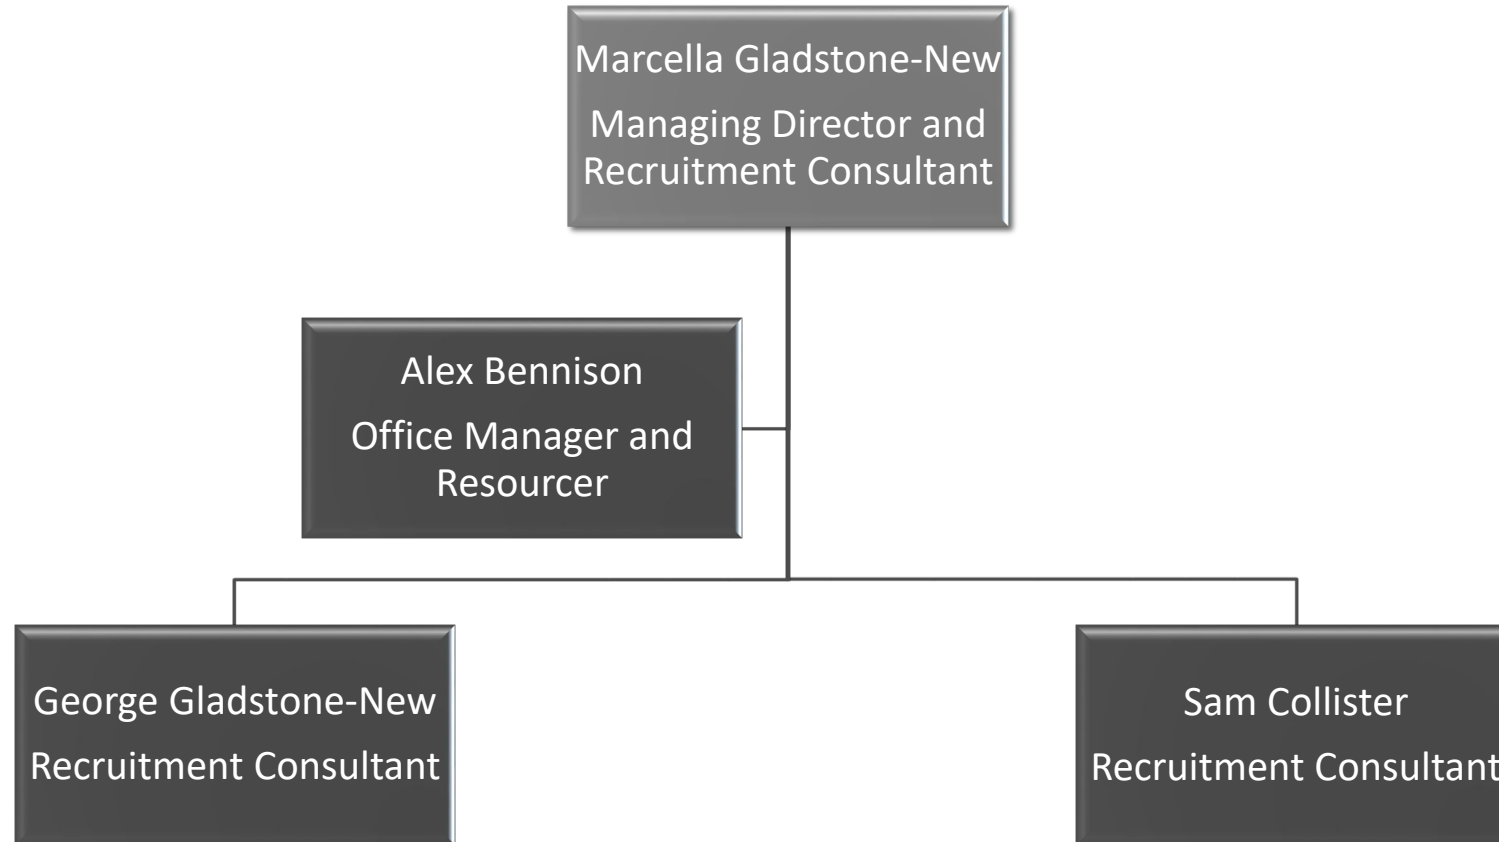 Marcella Gladstone-New
Managing Director and
Recruitment Consultant
Alex Bennison
Office Manager and
Resourcer
George Gladstone-New
Recruitment Consultant
Sam Collister
Recruitment Consultant